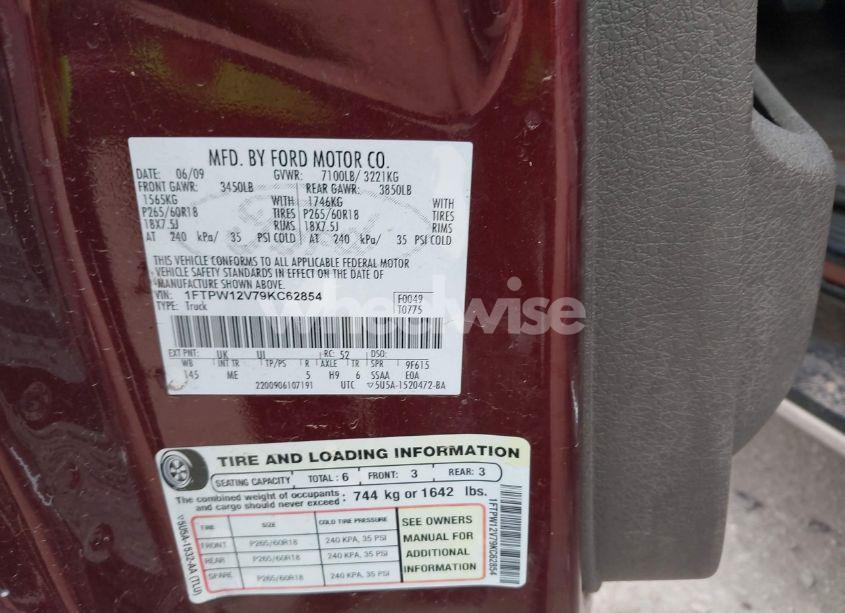 MFD. BY FORD MOTOR CO.
DATE: 06/09 GVWR: 7100LB/ 3221KG
FRONT GAWR: 3450LB REAR GAWR: 3850LB
1565KG WITH 1746KG WITH
P265/60R18 TIRES P265/60R18 TIRES
18X7.5J RIMS 18X7.5J RIMS
AT 240 kPa/ 35 PSI COLD AT 240 kPa/ 35 PSI COLD
THIS VEHICLE CONFORMS TO ALL APPLICABLE FEDERAL MOTOR
VEHICLE SAFETY STANDARDS IN EFFECT ON THE DATE OF
MANUFACTURE SHOWN ABOVE.
VIN: 1FTPW12V79KC62854 F0049
TYPE: Truck T0775
Wheelwise
EXT PNT: UK UI RC: 52 DSO:
WB INT TR TP/PS R AXLE TR SPR 9F615
145 ME 5 H9 6 SSAA E0A
2200906107191 UTC ▽5U5A-1520472-BA
TIRE AND LOADING INFORMATION
SEATING CAPACITY TOTAL: 6 FRONT: 3 REAR: 3
The combined weight of occupants and cargo should never exceed: 744 kg or 1642 lbs.
TIRE SIZE COLD TIRE PRESSURE
FRONT P265/60R18 240 KPA, 35 PSI
REAR P265/60R18 240 KPA, 35 PSI
SPARE P265/60R18 240 KPA, 35 PSI
SEE OWNERS
MANUAL FOR
ADDITIONAL
INFORMATION
▽5U5A-1532-AA (TLU)
1FTPW12V79KC62854